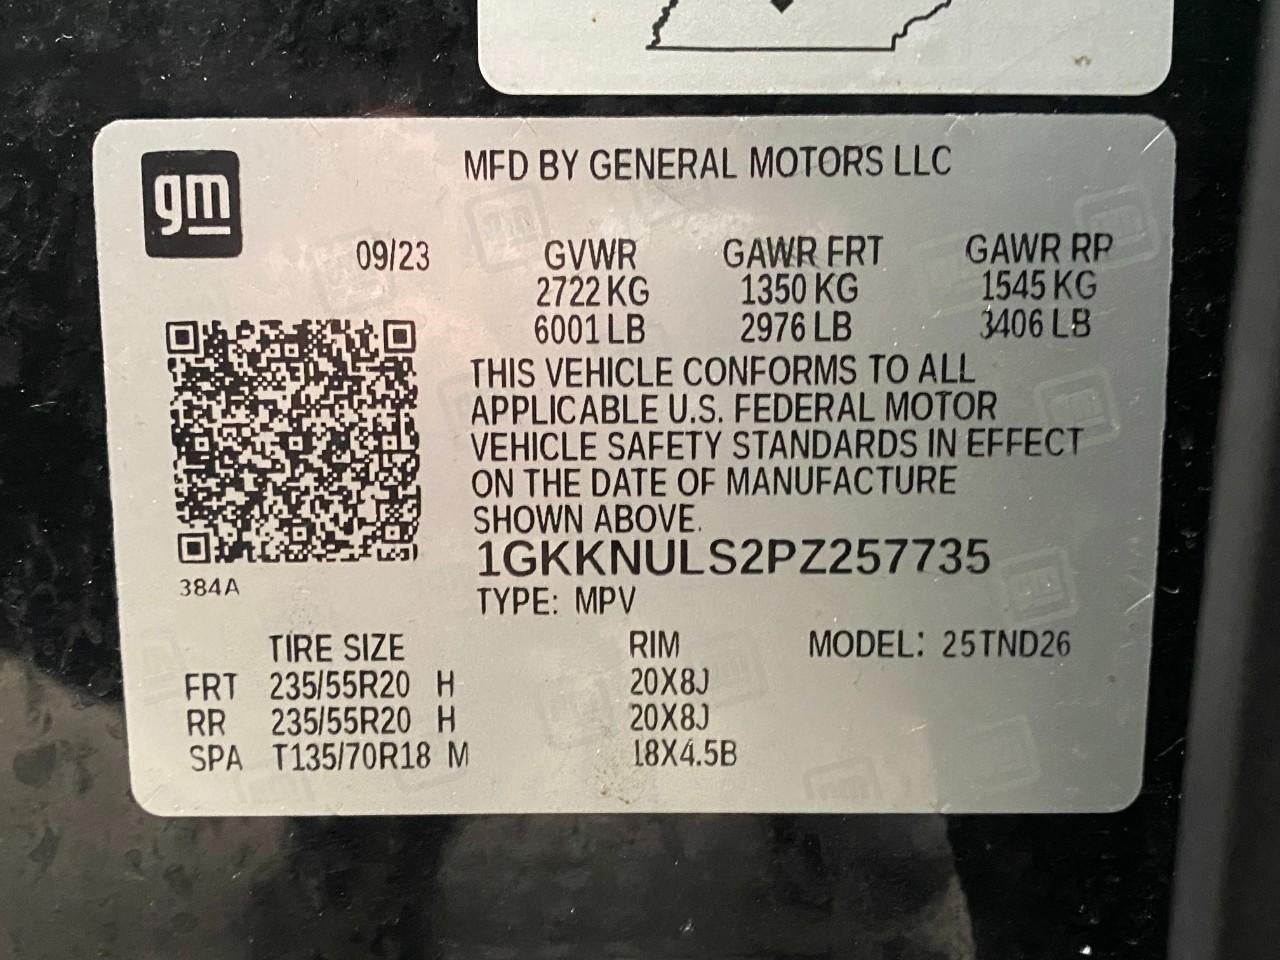 gm
MFD BY GENERAL MOTORS LLC
09/23 GVWR GAWR FRT GAWR RR
2722 KG 1350 KG 1545 KG
6001 LB 2976 LB 3406 LB
THIS VEHICLE CONFORMS TO ALL
APPLICABLE U.S. FEDERAL MOTOR
VEHICLE SAFETY STANDARDS IN EFFECT
ON THE DATE OF MANUFACTURE
SHOWN ABOVE.
1GKKNULS2PZ257735
384A
TYPE: MPV
TIRE SIZE RIM MODEL: 25TND26
FRT 235/55R20 H 20X8J
RR 235/55R20 H 20X8J
SPA T135/70R18 M 18X4.5B